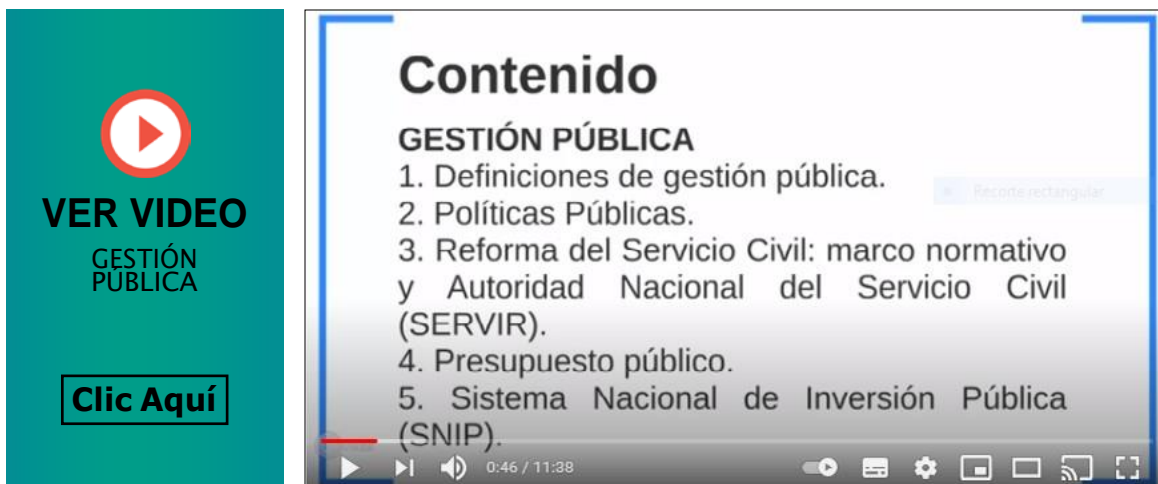 VER VIDEO
GESTIÓN
PÚBLICA
Clic Aquí
Contenido
GESTIÓN PÚBLICA
1. Definiciones de gestión pública.
2. Políticas Públicas.
3. Reforma del Servicio Civil: marco normativo
y Autoridad Nacional del Servicio Civil
(SERVIR).
4. Presupuesto público.
5. Sistema Nacional de Inversión Pública
(SNIP).
Recorte rectangular
0:46 / 11:38